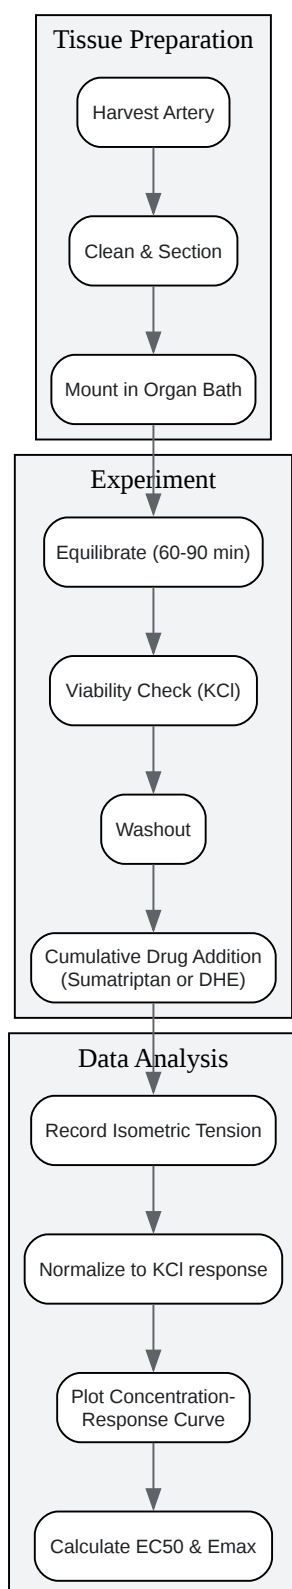 Tissue Preparation
Harvest Artery
Clean & Section
Mount in Organ Bath
Experiment
Equilibrate (60-90 min)
Viability Check (KCl)
Washout
Cumulative Drug Addition
(Sumatriptan or DHE)
Data Analysis
Record Isometric Tension
Normalize to KCl response
Plot Concentration-
Response Curve
Calculate EC50 & Emax